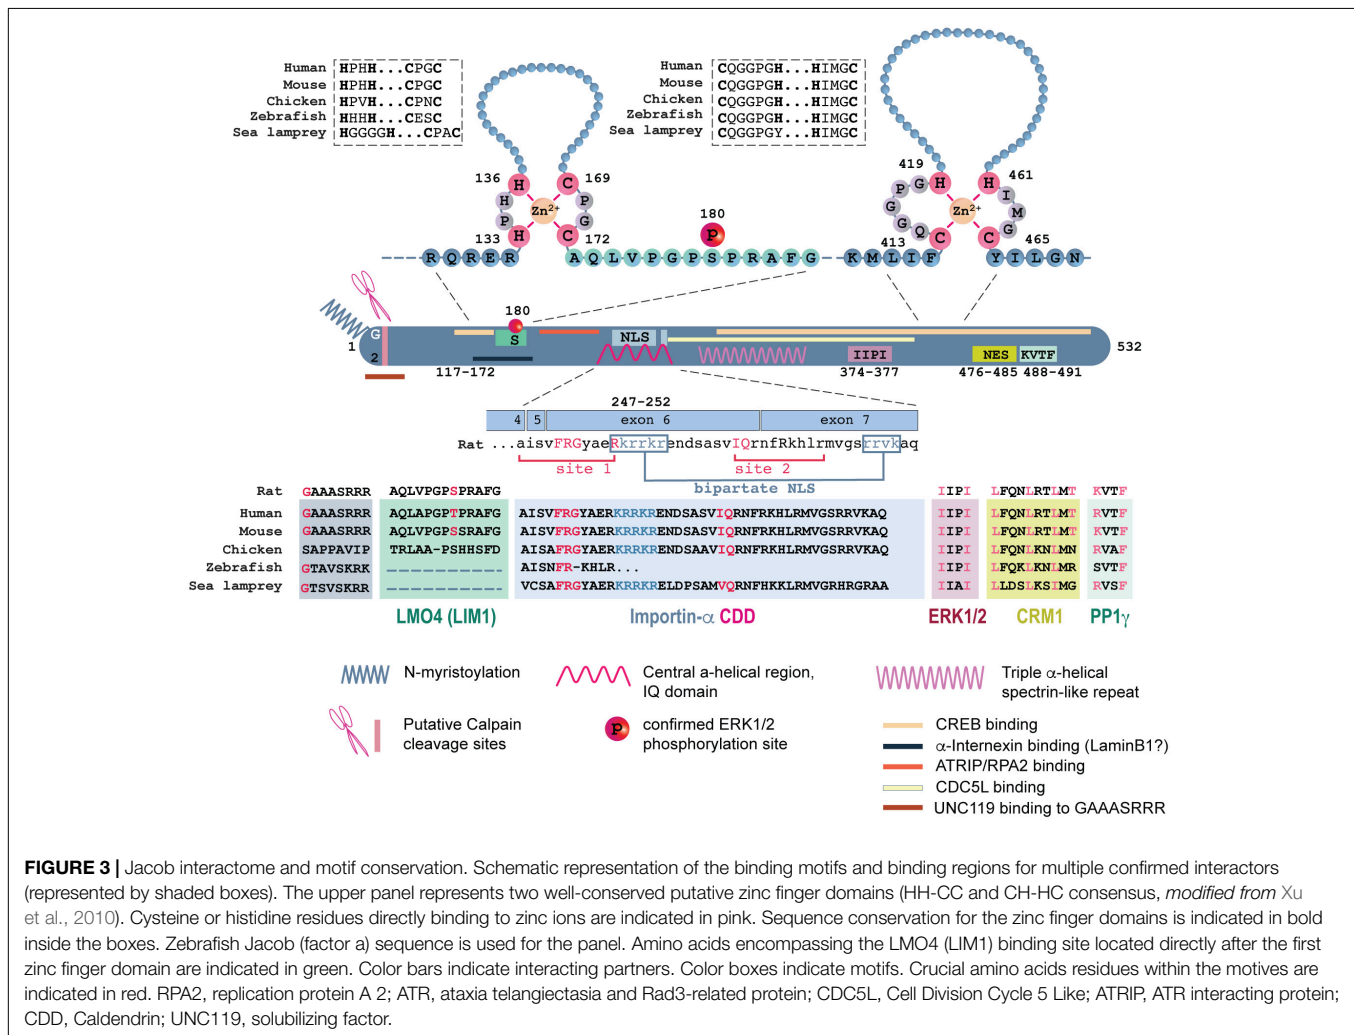 Human HPHH...CPGC
Mouse HPHH...CPGC
Chicken HPVH...CPNC
Zebrafish HHHH...CESC
Sea lamprey HGGGGH...CPAC
Human CQGGPGH...HIMGC
Mouse CQGGPGH...HIMGC
Chicken CQGGPGH...HIMGC
Zebrafish CQGGPGH...HIMGC
Sea lamprey CQGGPGY...HIMGC
136 H C 169
H P Zn2+ P G
133 H C 172
419 G H H 461
P G G Q Zn2+ I M G
413 C C 465
180
P
R Q R E R A Q L V P G P S P R A F G K M L I F Y I L G N
180
G S NLS
1 2 IIPI NES KVTF 532
117-172 374-377 476-485 488-491
247-252
4 5 exon 6 exon 7
Rat ...aisvFRGyaeRkrrkrendsasvIQrnfRkhlrmvgsrrvkaq
site 1 site 2
bipartate NLS
Rat GAAASRRR AQLVPGPSPRAFG IIPI LFQNLRTLMT KVTF
Human GAAASRRR AQLAPGPTPRAFG AISVFRGYAERKRRKRENDSASVIQRNFRKHLRMVGSRRVKAQ IIPI LFQNLRTLMT RVTF
Mouse GAAASRRR AQLVPGPSSRAFG AISVFRGYAERKRRKRENDSASVIQRNFRKHLRMVGSRRVKAQ IIPI LFQNLRTLMT KVTF
Chicken SAPPAVIP TRLAA-PSHHSFD AISAFRGYAERKRRKRENDSAAVIQRNFRKHLRMVGSRRVKAQ IIPI LFQNLKNLMN RVAF
Zebrafish GTAVSKRK ------------- AISNFR-KHLR... IIPI LFQKLKNLMR SVTF
Sea lamprey GTSVSKRK ------------- VCSAFRGYAERKRRKRELDPSAMVQRNFHKKLRMVGRHRGRAA IIAI LLDSLKSIMG RVSF
LMO4 (LIM1) Importin-α CDD ERK1/2 CRM1 PP1γ
N-myristoylation
Central a-helical region,
IQ domain
Triple α-helical
spectrin-like repeat
Putative Calpain
cleavage sites
P confirmed ERK1/2
phosphorylation site
CREB binding
α-Internexin binding (LaminB1?)
ATRIP/RPA2 binding
CDC5L binding
UNC119 binding to GAAASRRR
FIGURE 3 | Jacob interactome and motif conservation. Schematic representation of the binding motifs and binding regions for multiple confirmed interactors
(represented by shaded boxes). The upper panel represents two well-conserved putative zinc finger domains (HH-CC and CH-HC consensus, modified from Xu
et al., 2010). Cysteine or histidine residues directly binding to zinc ions are indicated in pink. Sequence conservation for the zinc finger domains is indicated in bold
inside the boxes. Zebrafish Jacob (factor a) sequence is used for the panel. Amino acids encompassing the LMO4 (LIM1) binding site located directly after the first
zinc finger domain are indicated in green. Color bars indicate interacting partners. Color boxes indicate motifs. Crucial amino acids residues within the motives are
indicated in red. RPA2, replication protein A 2; ATR, ataxia telangiectasia and Rad3-related protein; CDC5L, Cell Division Cycle 5 Like; ATRIP, ATR interacting protein;
CDD, Caldendrin; UNC119, solubilizing factor.